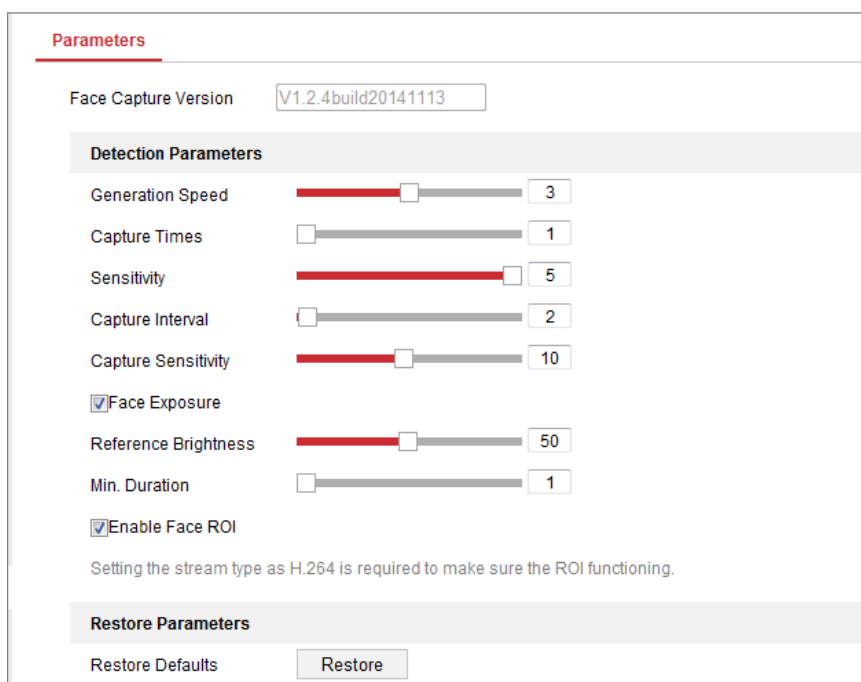 Parameters
Face Capture Version V1.2.4build20141113
Detection Parameters
Generation Speed 3
Capture Times 1
Sensitivity 5
Capture Interval 2
Capture Sensitivity 10
Face Exposure
Reference Brightness 50
Min. Duration 1
Enable Face ROI
Setting the stream type as H.264 is required to make sure the ROI functioning.
Restore Parameters
Restore Defaults Restore